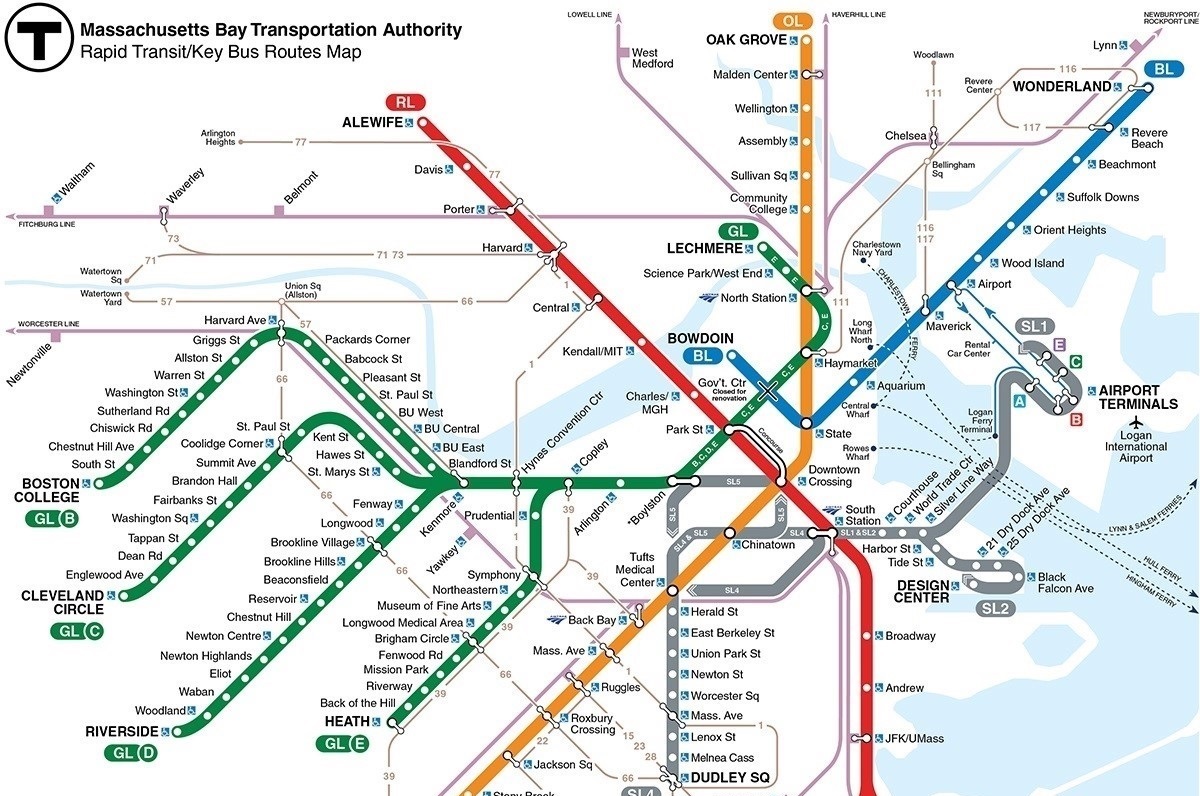 T
Massachusetts Bay Transportation Authority
Rapid Transit/Key Bus Routes Map
LOWELL LINE
OL
HAVERHILL LINE
NEWBURYPORT/
ROCKPORT LINE
OAK GROVE
West
Medford
Lynn
Malden Center
Woodlawn
Revere
Center
116
WONDERLAND
BL
111
117
Wellington
RL
ALEWIFE
Arlington
Heights
77
Assembly
Chelsea
Revere
Beach
Bellingham
Sq
Beachmont
Davis
77
Sullivan Sq
Suffolk Downs
Waltham
Waverley
Belmont
Porter
Community
College
FITCHBURG LINE
GL
LECHMERE
116
117
Orient Heights
73
71
71 73
Harvard
E
E
Science Park/West End
Charlestown
Navy Yard
Wood Island
Watertown
Sq
Watertown
Yard
57
Union Sq
(Allston)
66
1
Central
North Station
111
CHARLESTOWN
FERRY
Airport
WORCESTER LINE
Newtonville
Harvard Ave
57
C, E
Long
Wharf
North
Maverick
SL1
Griggs St
Packards Corner
Kendall/MIT
BOWDOIN
BL
Haymarket
Rental
Car Center
E
C
Allston St
Babcock St
C, E
Warren St
Pleasant St
66
1
Gov't. Ctr
Closed for
renovation
Aquarium
A
B
AIRPORT
TERMINALS
Washington St
St. Paul St
Charles/
MGH
Central
Wharf
Logan
International
Airport
Sutherland Rd
BU West
C, E
Logan
Ferry
Terminal
Chiswick Rd
St. Paul St
BU Central
Park St
Concourse
State
Chestnut Hill Ave
Coolidge Corner
Kent St
BU East
Hynes Convention Ctr
Copley
B, C, D, E
Rowes
Wharf
South St
Summit Ave
Hawes St
Blandford St
Downtown
Crossing
BOSTON
COLLEGE
GL B
Brandon Hall
St. Marys St
SL5
Courthouse
World Trade Ctr
Silver Line Way
Fairbanks St
66
Fenway
Kenmore
Prudential
39
Arlington
*Boylston
SL5
SL5
South
Station
LYNN & SALEM FERRIES
Washington Sq
Longwood
SL4 & SL5
SL4
SL1 & SL2
21 Dry Dock Ave
25 Dry Dock Ave
Tappan St
Brookline Village
Yawkey
1
Chinatown
Harbor St
Dean Rd
Brookline Hills
66
39
Tufts
Medical
Center
Tide St
HULL FERRY
Englewood Ave
Beaconsfield
Symphony
SL4
DESIGN
CENTER
Black
Falcon Ave
HINGHAM FERRY
CLEVELAND
CIRCLE
GL C
Reservoir
Northeastern
SL2
Chestnut Hill
Museum of Fine Arts
Herald St
Newton Centre
Longwood Medical Area
39
Back Bay
East Berkeley St
Broadway
Newton Highlands
Brigham Circle
Mass. Ave
Union Park St
Eliot
Fenwood Rd
66
1
Newton St
Waban
Mission Park
Ruggles
Worcester Sq
Andrew
Woodland
Riverway
39
Mass. Ave
Back of the Hill
Roxbury
Crossing
1
RIVERSIDE
GL D
HEATH
GL E
22
15
23
28
Lenox St
JFK/UMass
Melnea Cass
39
Jackson Sq
66
DUDLEY SQ
Stony Brook
SL4